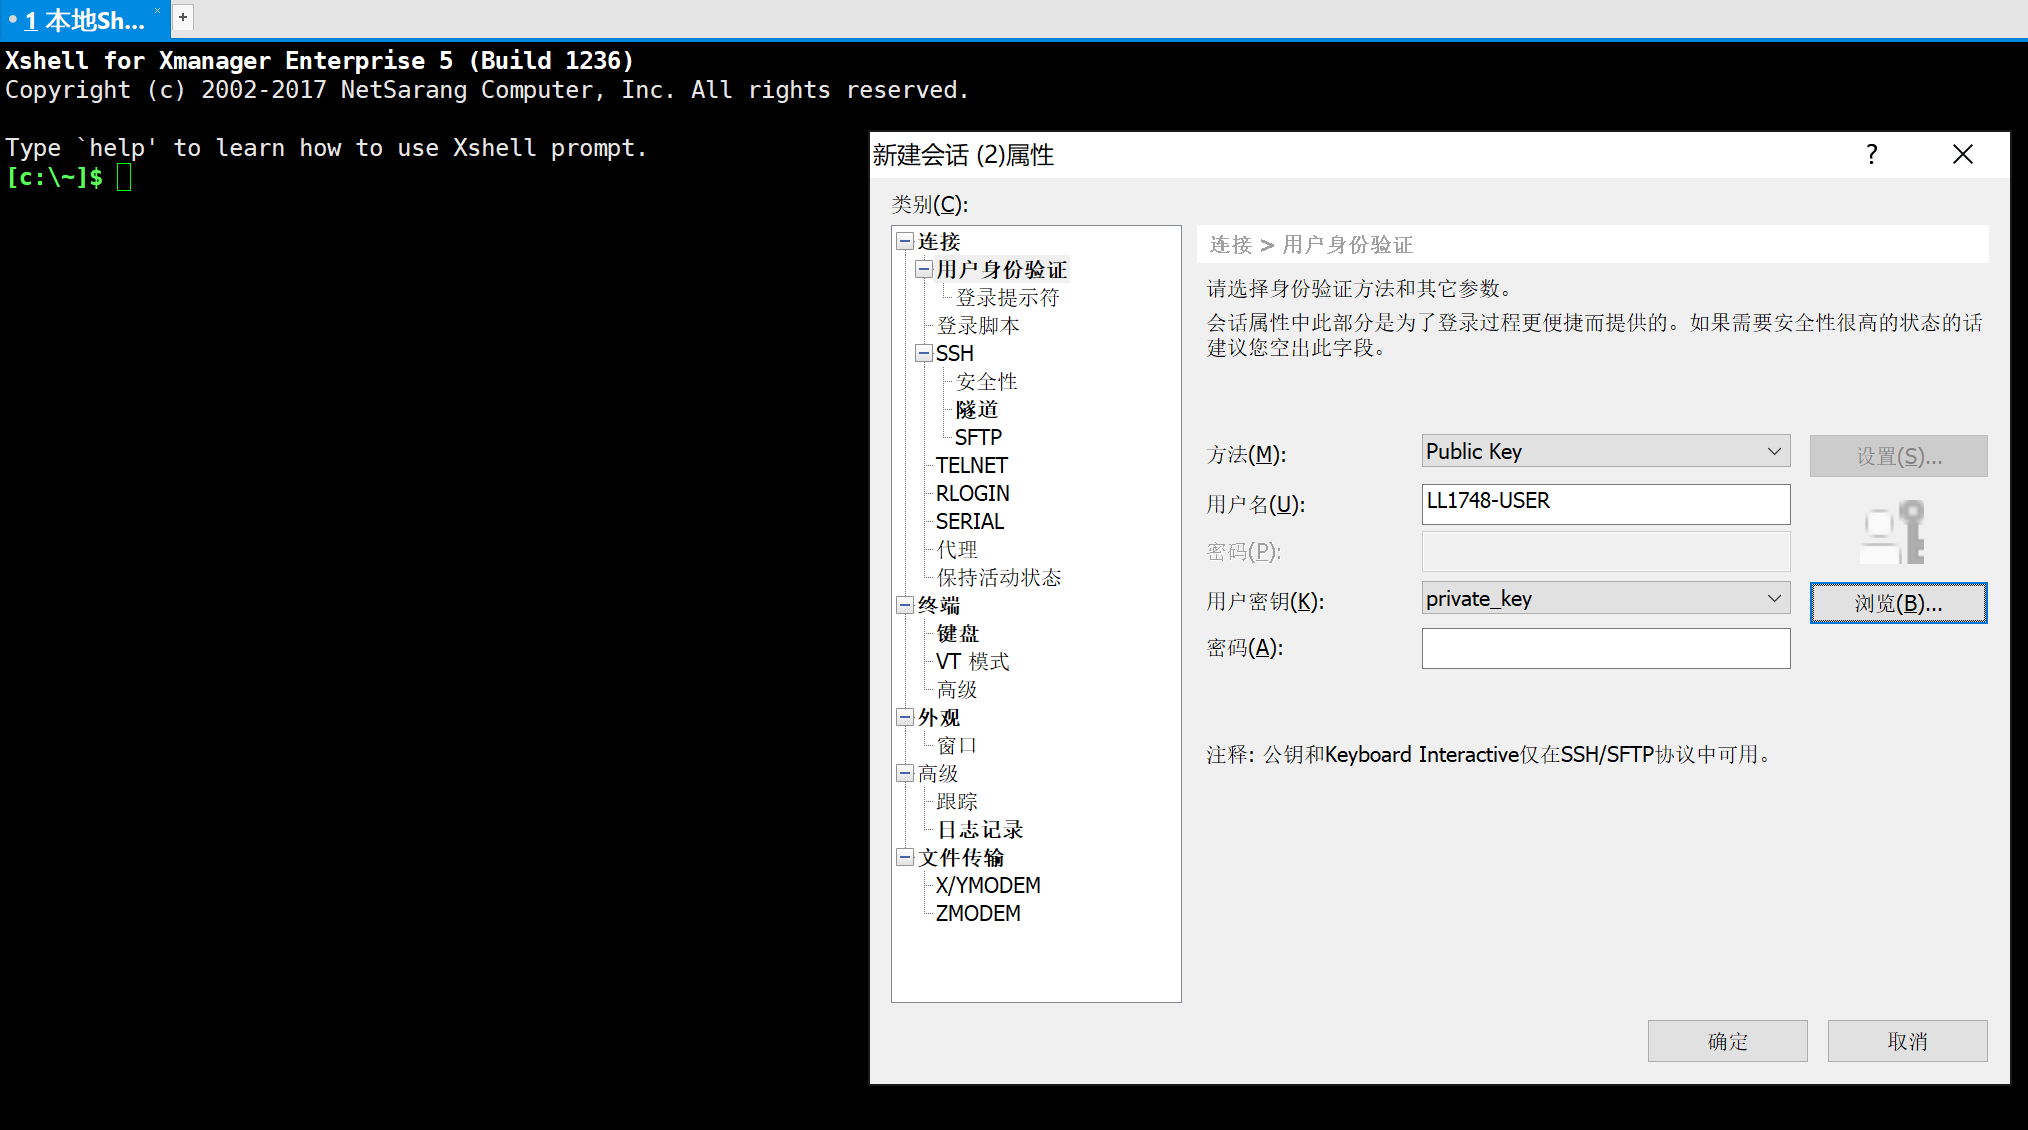 1 本地Sh... × +
Xshell for Xmanager Enterprise 5 (Build 1236)
Copyright (c) 2002-2017 NetSarang Computer, Inc. All rights reserved.
Type `help' to learn how to use Xshell prompt.
[c:\~]$
新建会话 (2)属性
?
类别(C):
连接
用户身份验证
登录提示符
登录脚本
SSH
安全性
隧道
SFTP
TELNET
RLOGIN
SERIAL
代理
保持活动状态
终端
键盘
VT 模式
高级
外观
窗口
高级
跟踪
日志记录
文件传输
X/YMODEM
ZMODEM
连接 > 用户身份验证
请选择身份验证方法和其它参数。
会话属性中此部分是为了登录过程更便捷而提供的。如果需要安全性很高的状态的话
建议您空出此字段。
方法(M): Public Key 设置(S)...
用户名(U): LL1748-USER
密码(P):
用户密钥(K): private_key 浏览(B)...
密码(A):
注释: 公钥和Keyboard Interactive仅在SSH/SFTP协议中可用。
确定 取消